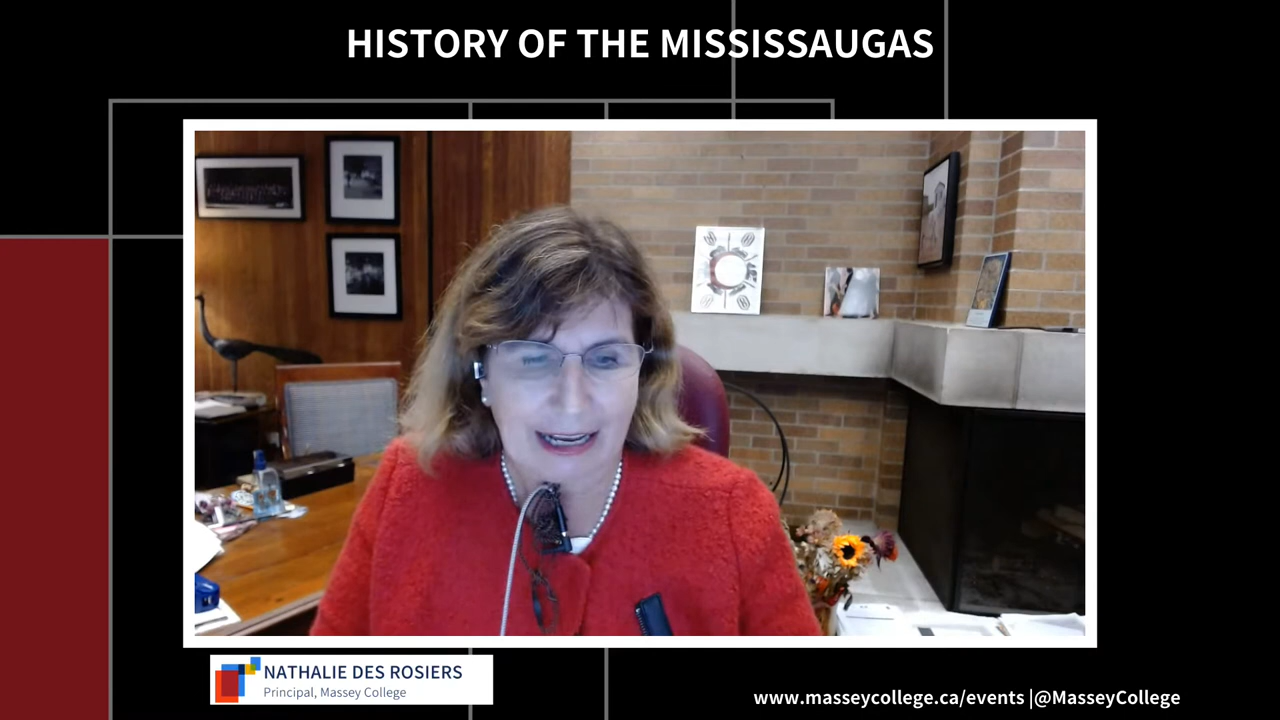 HISTORY OF THE MISSISSAUGAS
NATHALIE DES ROSIERS
Principal, Massey College
www.masseycollege.ca/events |@MasseyCollege